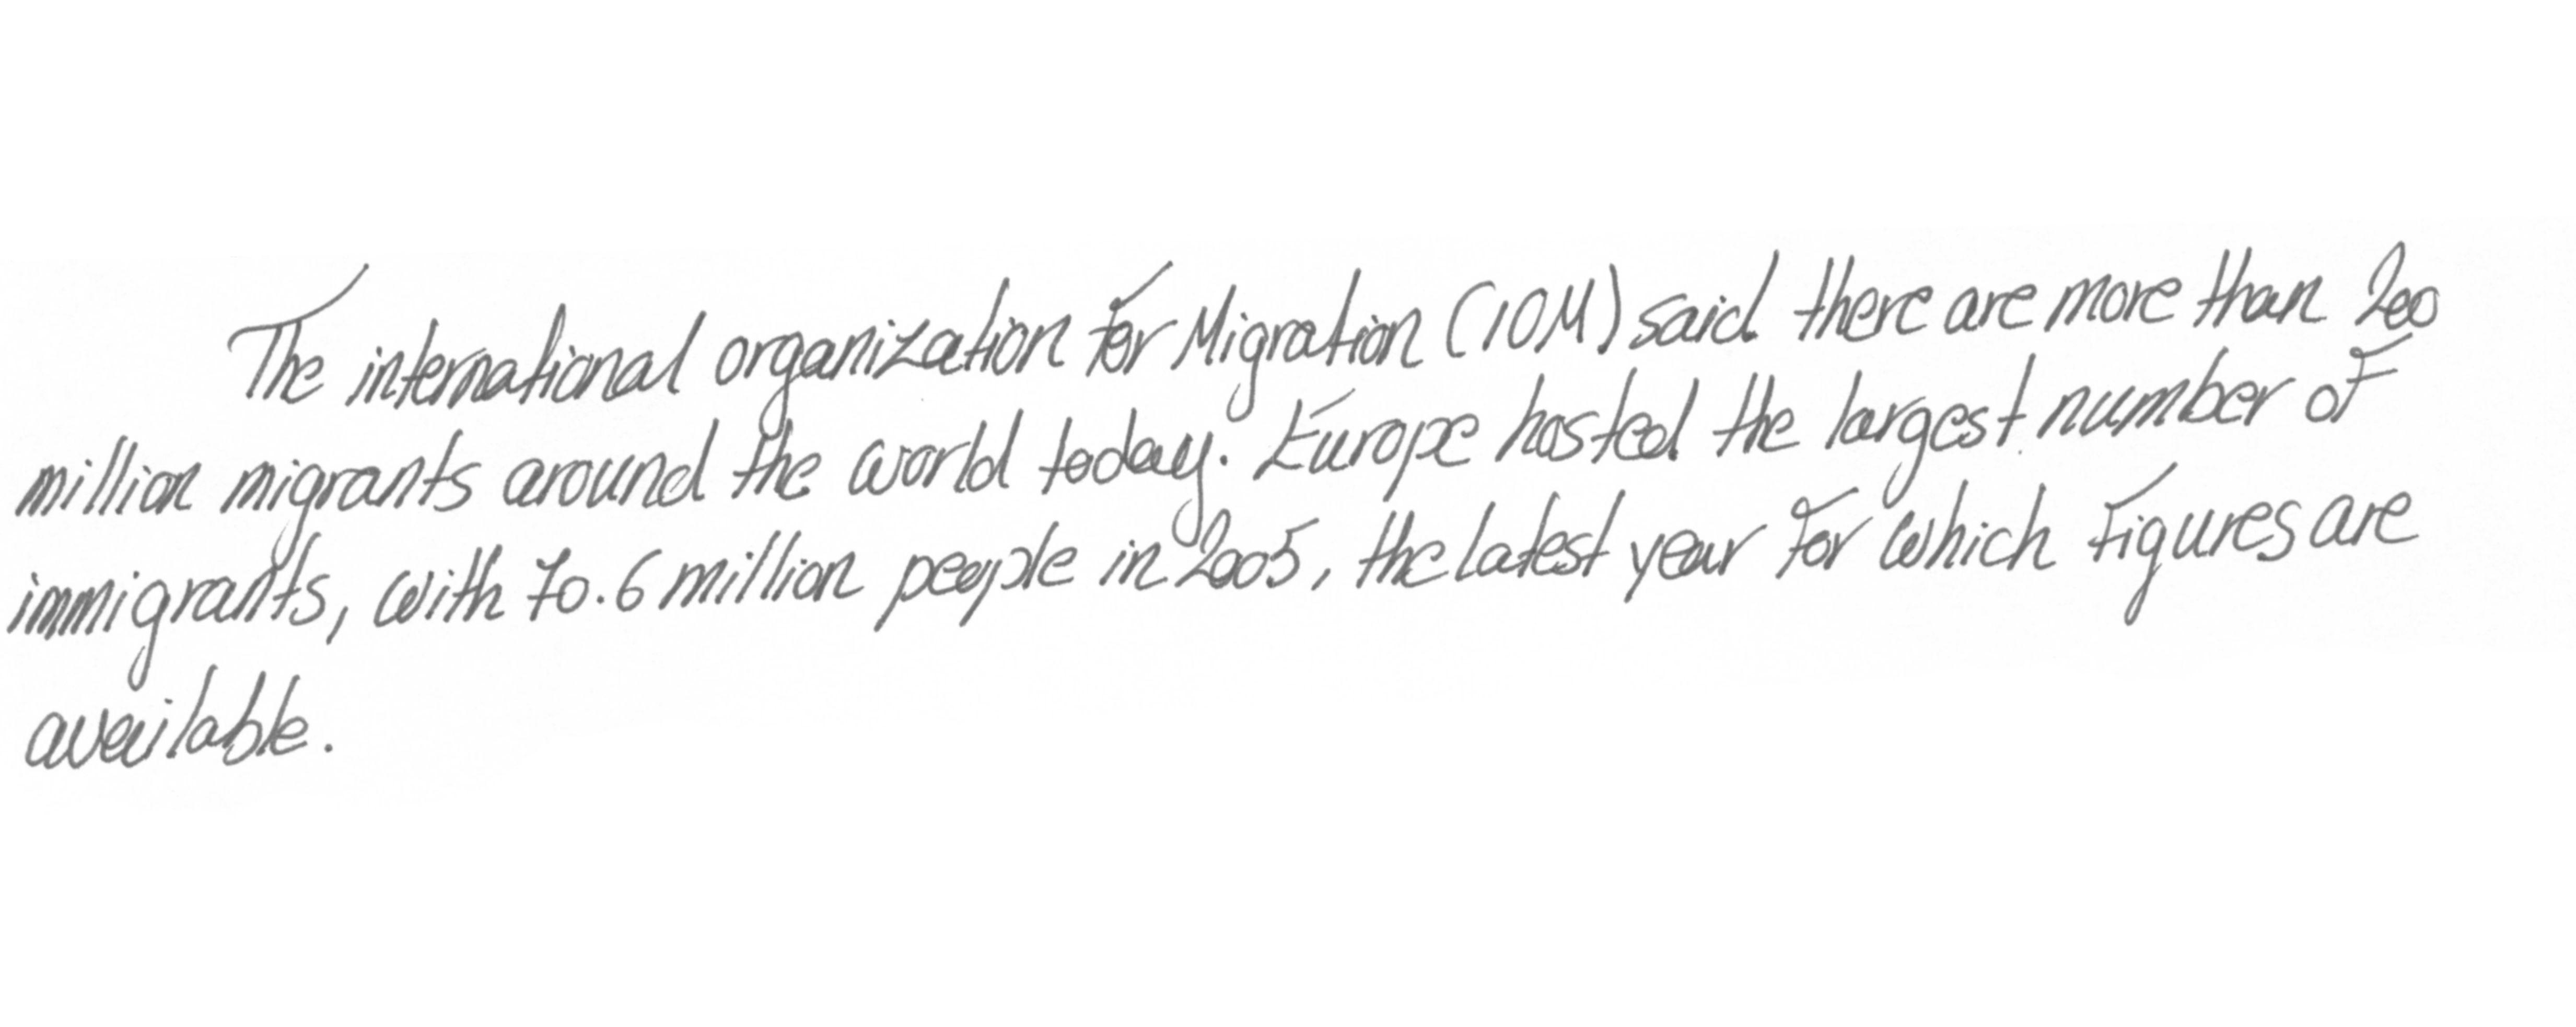 The international organization for Migration (IOM) said there are more than 200
million migrants around the world today. Europe hosted the largest number of
immigrants, with 70.6 million people in 2005, the latest year for which figures are
available.